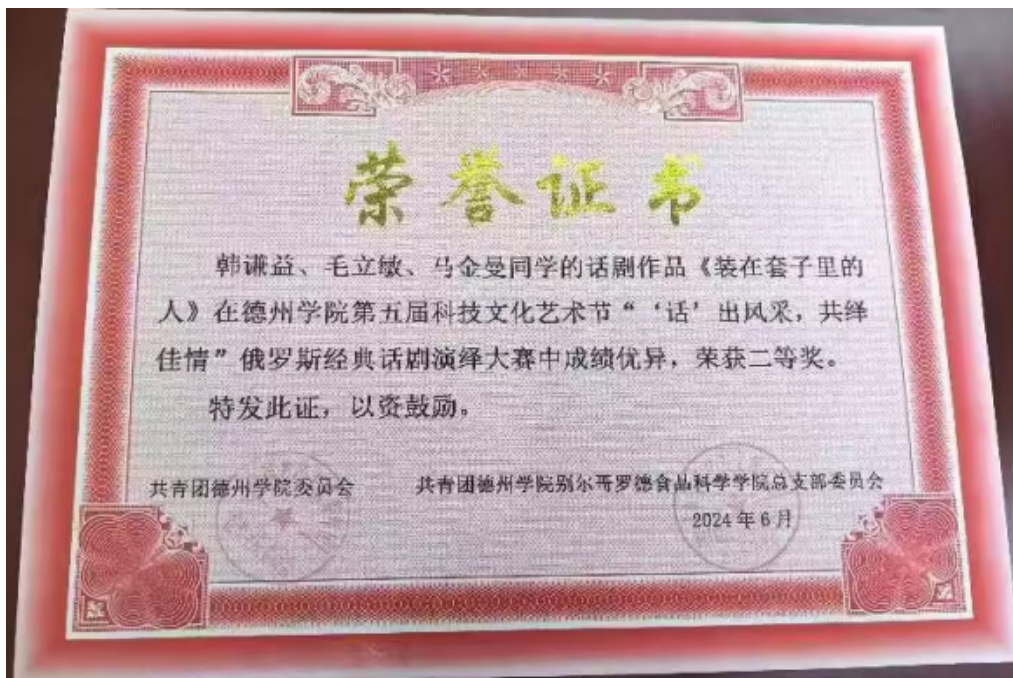 荣誉证书
韩谦益、毛立敏、马金曼同学的话剧作品《装在套子里的
人》在德州学院第五届科技文化艺术节“‘话’出风采，共绎
佳情”俄罗斯经典话剧演绎大赛中成绩优异，荣获二等奖。
特发此证，以资鼓励。
共青团德州学院委员会
共青团德州学院别尔哥罗德食品科学学院总支部委员会
2024年6月